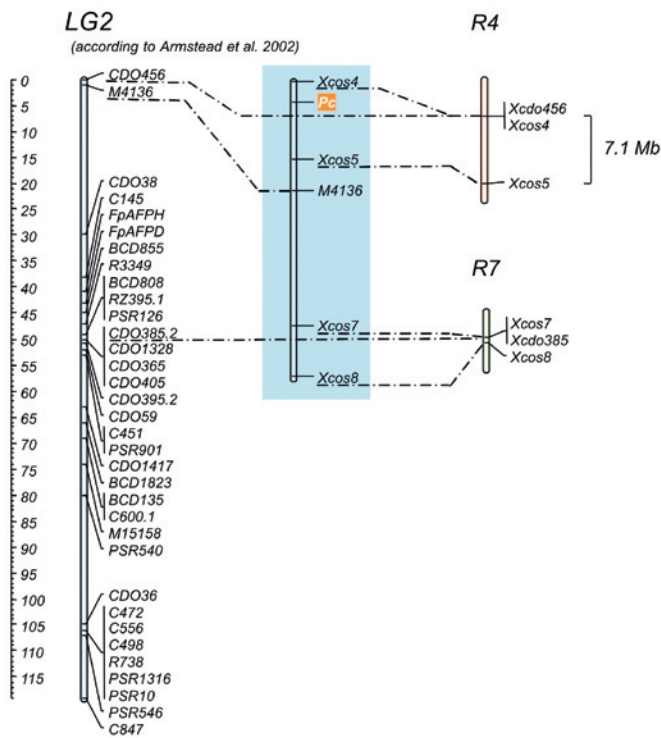 LG2
(according to Armstead et al. 2002)
R4
0
5
10
15
20
25
30
35
40
45
50
55
60
65
70
75
80
85
90
95
100
105
110
115
CDO456
M4136
CDO38
C145
FpAFPH
FpAFPD
BCD855
R3349
BCD808
RZ395.1
PSR126
CDO385.2
CDO1328
CDO365
CDO405
CDO395.2
CDO59
C451
PSR901
CDO1417
BCD1823
BCD135
C600.1
M15158
PSR540
CDO36
C472
C556
C498
R738
PSR1316
PSR10
PSR546
C847
Xcos4
Pc
Xcos5
M4136
Xcos7
Xcos8
Xcdo456
Xcos4
Xcos5
7.1 Mb
R7
Xcos7
Xcdo385
Xcos8